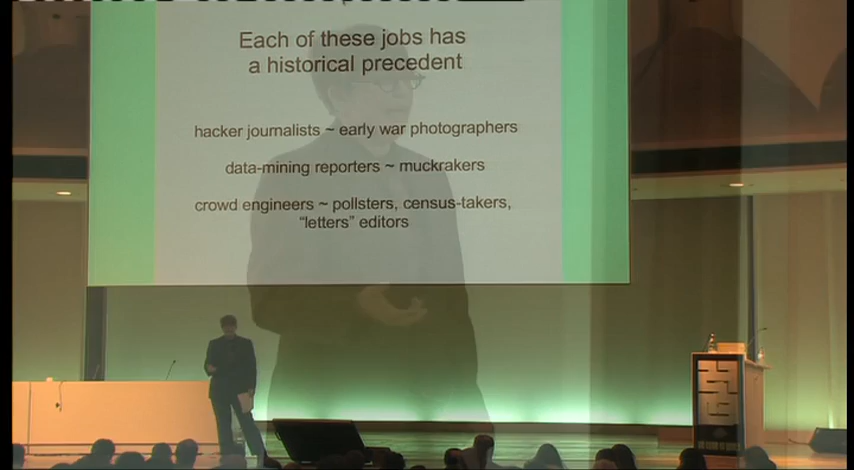 Each of these jobs has
a historical precedent
hacker journalists ~ early war photographers
data-mining reporters ~ muckrakers
crowd engineers ~ pollsters, census-takers,
"letters" editors